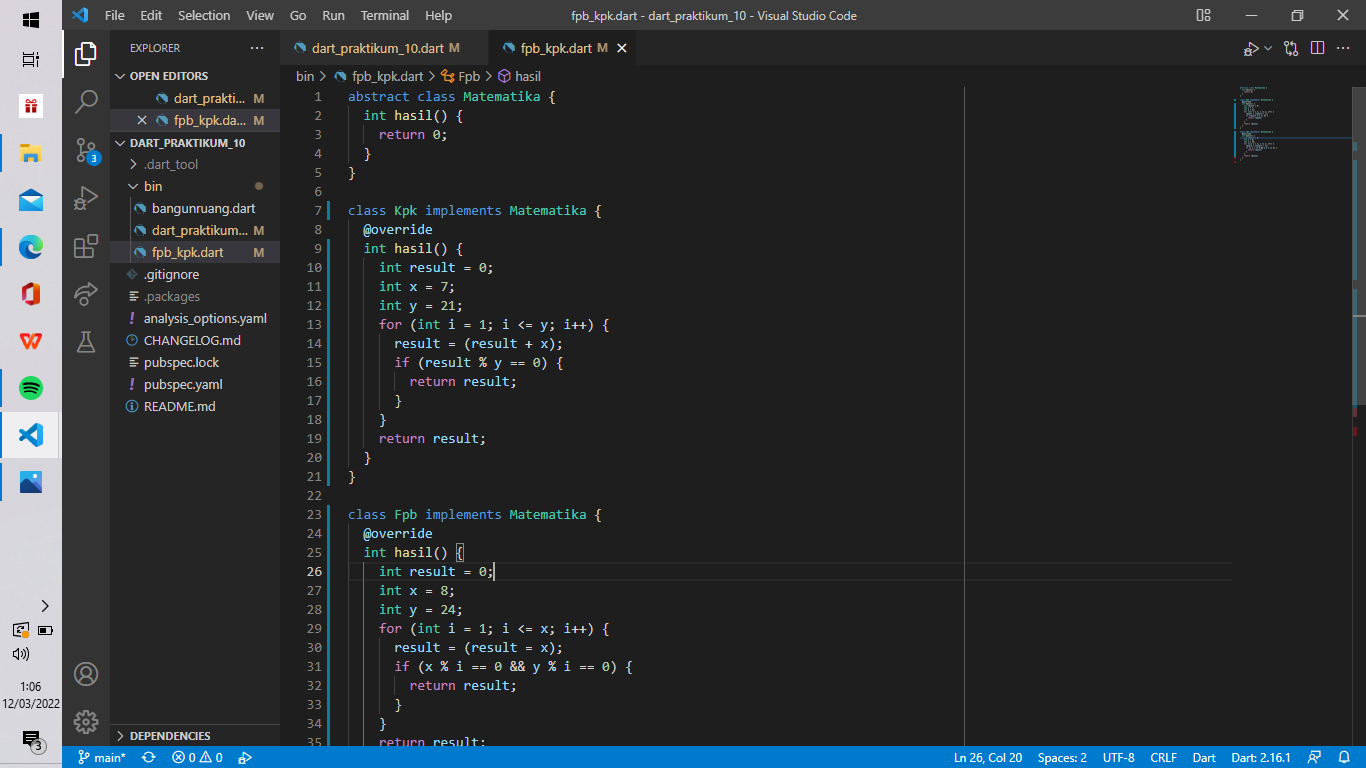 File Edit Selection View Go Run Terminal Help
fpb_kpk.dart - dart_praktikum_10 - Visual Studio Code
EXPLORER
OPEN EDITORS
dart_prakti... M
fpb_kpk.da... M
DART_PRAKTIKUM_10
.dart_tool
bin
bangunruang.dart
dart_praktikum... M
fpb_kpk.dart M
.gitignore
.packages
analysis_options.yaml
CHANGELOG.md
pubspec.lock
pubspec.yaml
README.md
DEPENDENCIES
3
1:06
12/03/2022
3
dart_praktikum_10.dart M
fpb_kpk.dart M
bin > fpb_kpk.dart > Fpb > hasil
1 abstract class Matematika {
2   int hasil() {
3     return 0;
4   }
5 }
6
7 class Kpk implements Matematika {
8   @override
9   int hasil() {
10     int result = 0;
11     int x = 7;
12     int y = 21;
13     for (int i = 1; i <= y; i++) {
14       result = (result + x);
15       if (result % y == 0) {
16         return result;
17       }
18     }
19     return result;
20   }
21 }
22
23 class Fpb implements Matematika {
24   @override
25   int hasil() {
26     int result = 0;
27     int x = 8;
28     int y = 24;
29     for (int i = 1; i <= x; i++) {
30       result = (result = x);
31       if (x % i == 0 && y % i == 0) {
32         return result;
33       }
34     }
35     return result;
main* 0 0
Ln 26, Col 20 Spaces: 2 UTF-8 CRLF Dart Dart: 2.16.1